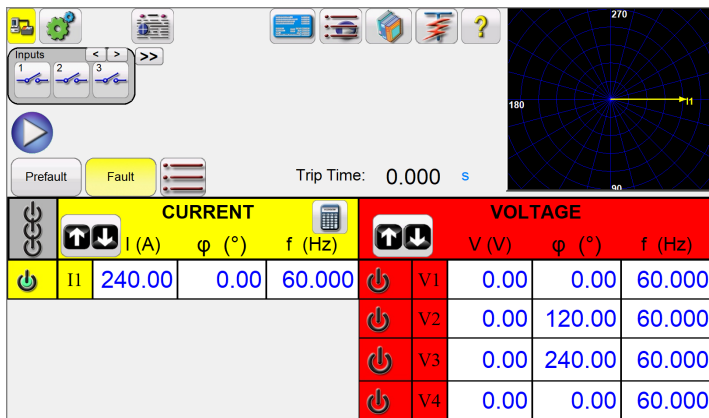 ?
270
Inputs < > >>
1 2 3
180
I1
Prefault Fault Trip Time: 0.000 s
90
CURRENT VOLTAGE
I (A) φ (°) f (Hz) V (V) φ (°) f (Hz)
I1 240.00 0.00 60.000 V1 0.00 0.00 60.000
V2 0.00 120.00 60.000
V3 0.00 240.00 60.000
V4 0.00 0.00 60.000